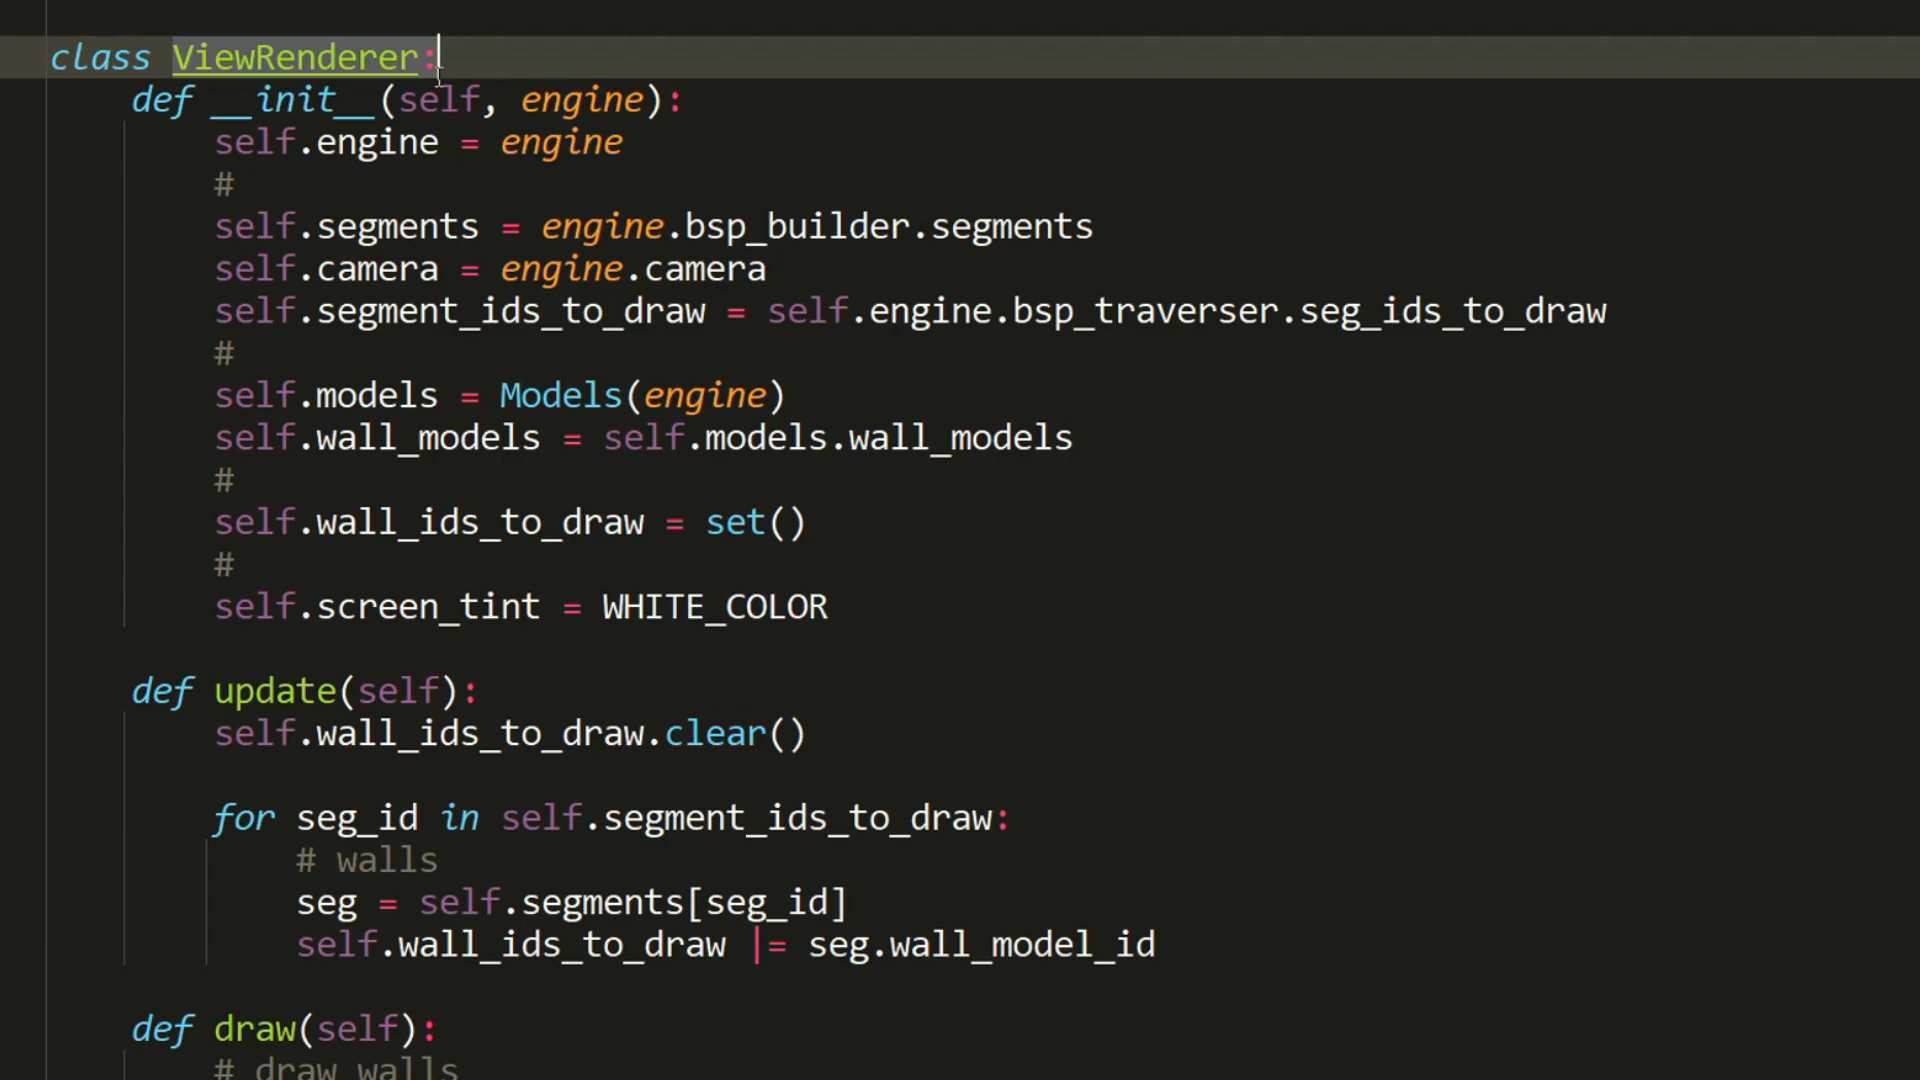 class ViewRenderer:
def __init__(self, engine):
self.engine = engine
#
self.segments = engine.bsp_builder.segments
self.camera = engine.camera
self.segment_ids_to_draw = self.engine.bsp_traverser.seg_ids_to_draw
#
self.models = Models(engine)
self.wall_models = self.models.wall_models
#
self.wall_ids_to_draw = set()
#
self.screen_tint = WHITE_COLOR
def update(self):
self.wall_ids_to_draw.clear()
for seg_id in self.segment_ids_to_draw:
# walls
seg = self.segments[seg_id]
self.wall_ids_to_draw |= seg.wall_model_id
def draw(self):
# draw walls